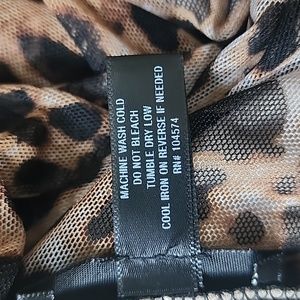 MACHINE WASH COLD
DO NOT BLEACH
TUMBLE DRY LOW
COOL IRON ON REVERSE IF NEEDED
RN# 104574